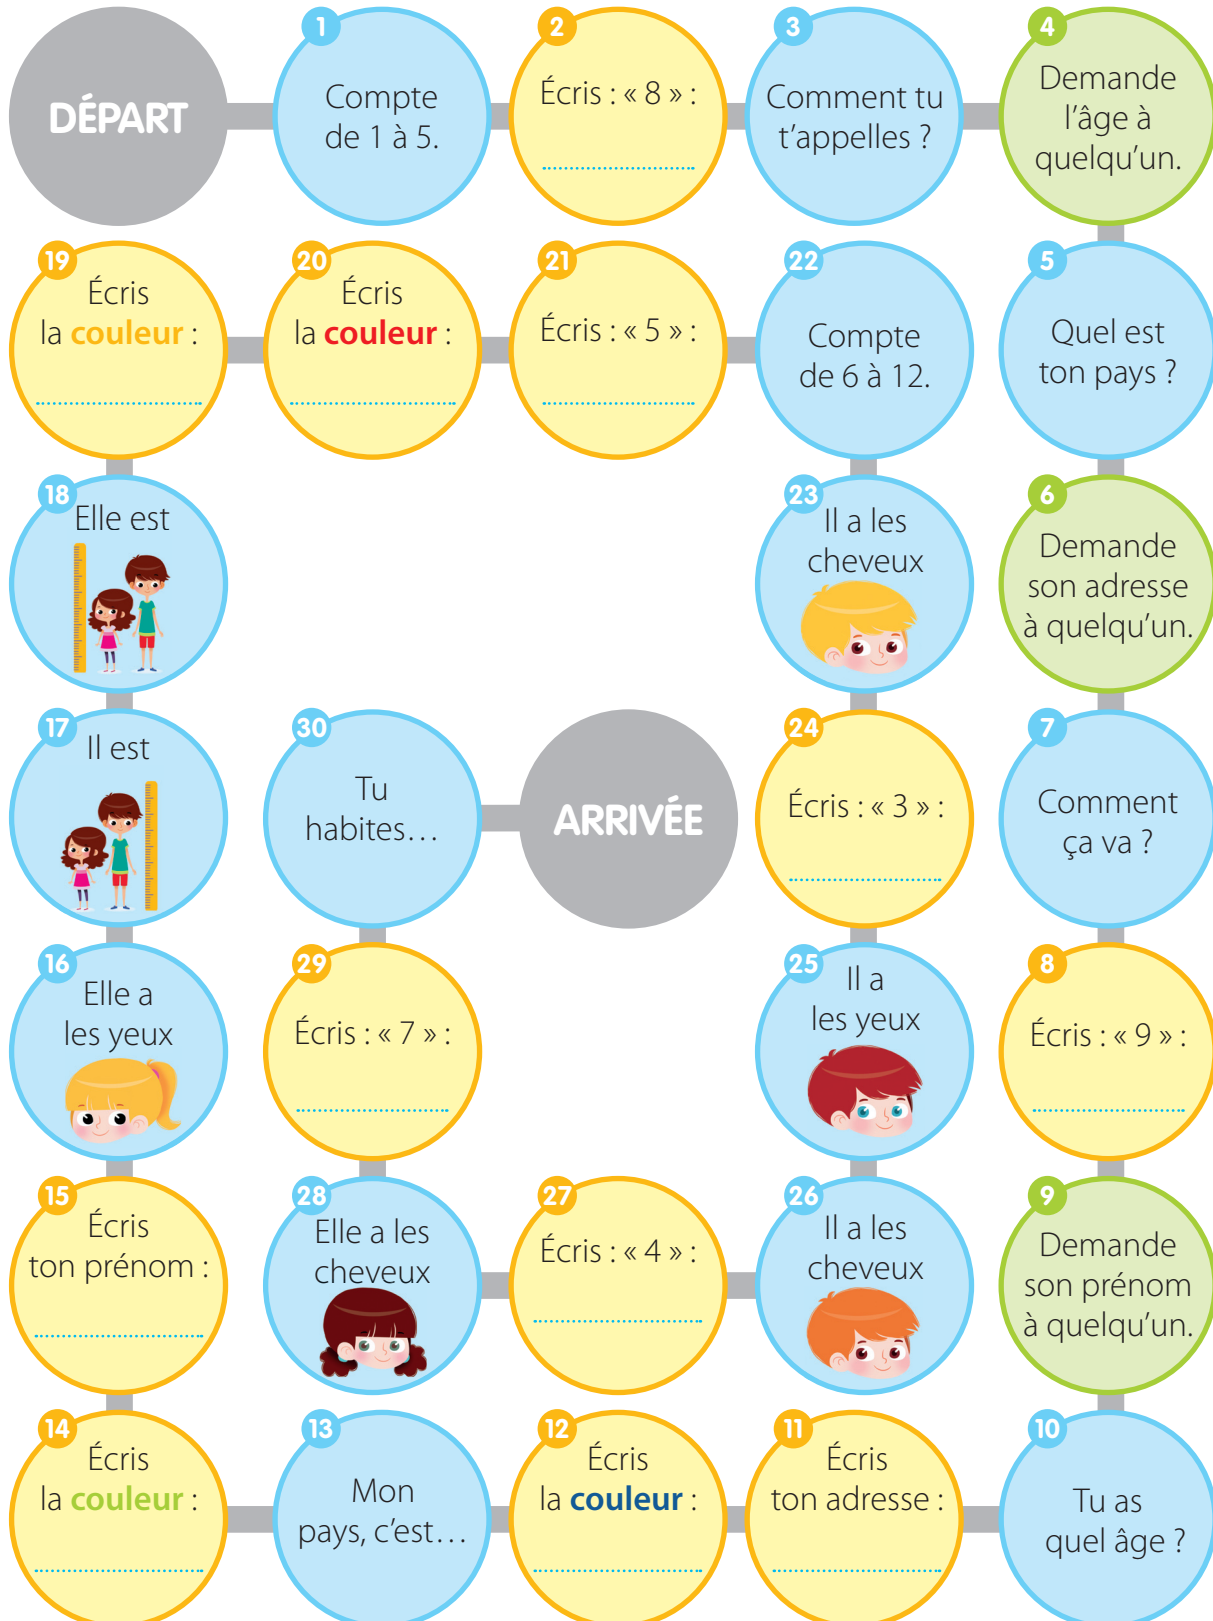 DÉPART
1
Compte
de 1 à 5.
2
Écris : « 8 » :
3
Comment tu
t'appelles ?
4
Demande
l'âge à
quelqu'un.
5
Quel est
ton pays ?
6
Demande
son adresse
à quelqu'un.
7
Comment
ça va ?
8
Écris : « 9 » :
9
Demande
son prénom
à quelqu'un.
10
Tu as
quel âge ?
11
Écris
ton adresse :
12
Écris
la couleur :
13
Mon
pays, c'est…
14
Écris
la couleur :
15
Écris
ton prénom :
16
Elle a
les yeux
17
Il est
18
Elle est
19
Écris
la couleur :
20
Écris
la couleur :
21
Écris : « 5 » :
22
Compte
de 6 à 12.
23
Il a les
cheveux
24
Écris : « 3 » :
25
Il a
les yeux
26
Il a les
cheveux
27
Écris : « 4 » :
28
Elle a les
cheveux
29
Écris : « 7 » :
30
Tu
habites…
ARRIVÉE